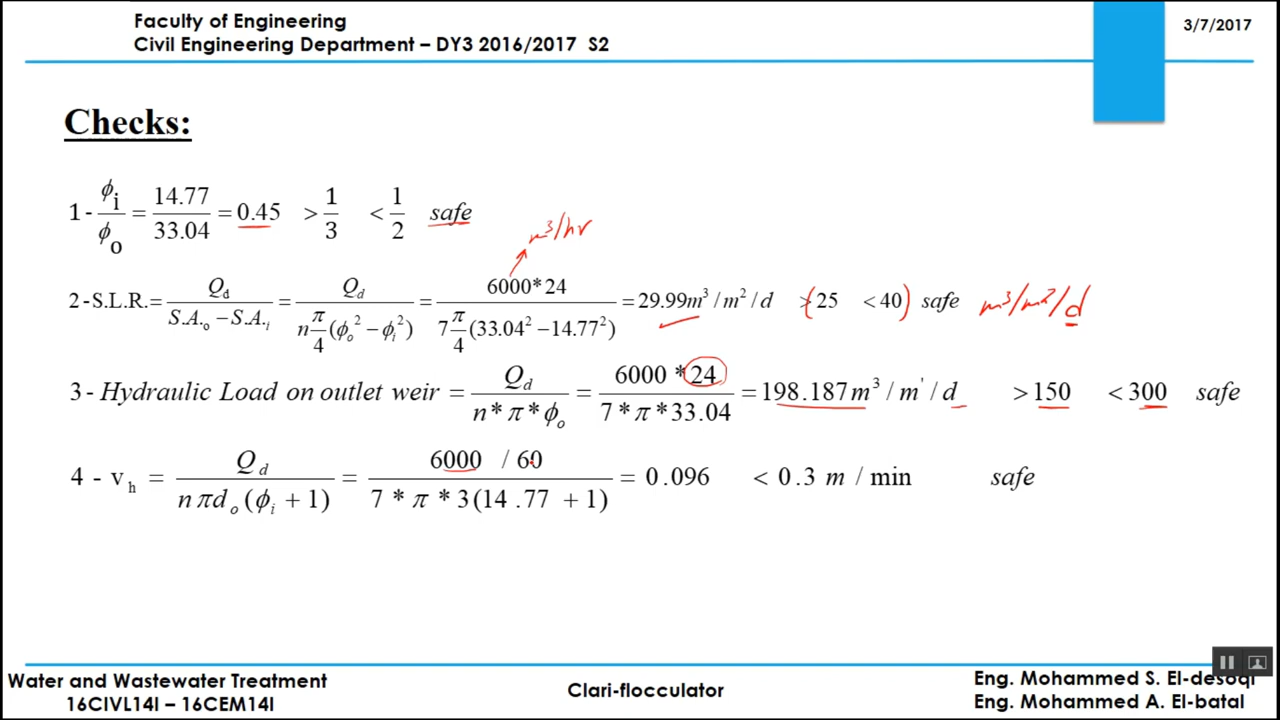 Faculty of Engineering
Civil Engineering Department – DY3 2016/2017 S2
3/7/2017
Checks:
1 - ϕi/ϕo = 14.77/33.04 = 0.45 > 1/3 < 1/2 safe
m³/hr
2 - S.L.R. = Qd/(S.A.o – S.A.i) = Qd/(n π/4 (ϕo² – ϕi²)) = 6000*24/(7 π/4 (33.04² – 14.77²)) = 29.99 m³/m²/d > (25 < 40) safe m³/m²/d
3 - Hydraulic Load on outlet weir = Qd/(n * π * ϕo) = 6000 * 24/(7 * π * 33.04) = 198.187 m³/m'/d > 150 < 300 safe
4 - vh = Qd/(n π do (ϕi + 1)) = 6000 / 60/(7 * π * 3(14.77 + 1)) = 0.096 < 0.3 m / min safe
Water and Wastewater Treatment
16CIVL14I – 16CEM14I
Clari-flocculator
Eng. Mohammed S. El-desoqi
Eng. Mohammed A. El-batal